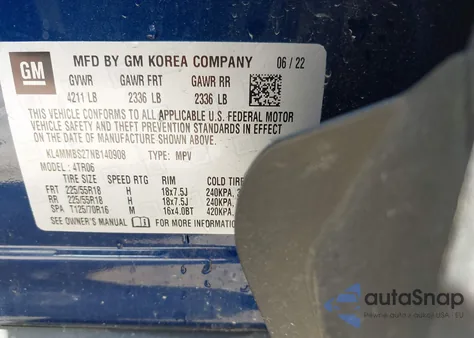 GM
MFD BY GM KOREA COMPANY 06 / 22
GVWR GAWR FRT GAWR RR
4211 LB 2336 LB 2336 LB
THIS VEHICLE CONFORMS TO ALL APPLICABLE U.S. FEDERAL MOTOR
VEHICLE SAFETY AND THEFT PREVENTION STANDARDS IN EFFECT
ON THE DATE OF MANUFACTURE SHOWN ABOVE.
KL4MMBS27NB140908 TYPE: MPV
MODEL: 4TR06
TIRE SIZE SPEED RTG RIM COLD TIRE
FRT 225/55R18 H 18x7.5J 240KPA,
RR 225/55R18 H 18x7.5J 240KPA,
SPA T125/70R16 M 16x4.0BT 420KPA,
SEE OWNER'S MANUAL FOR MORE INFORMATION
autoSnap
Pewne auto z USA i EU